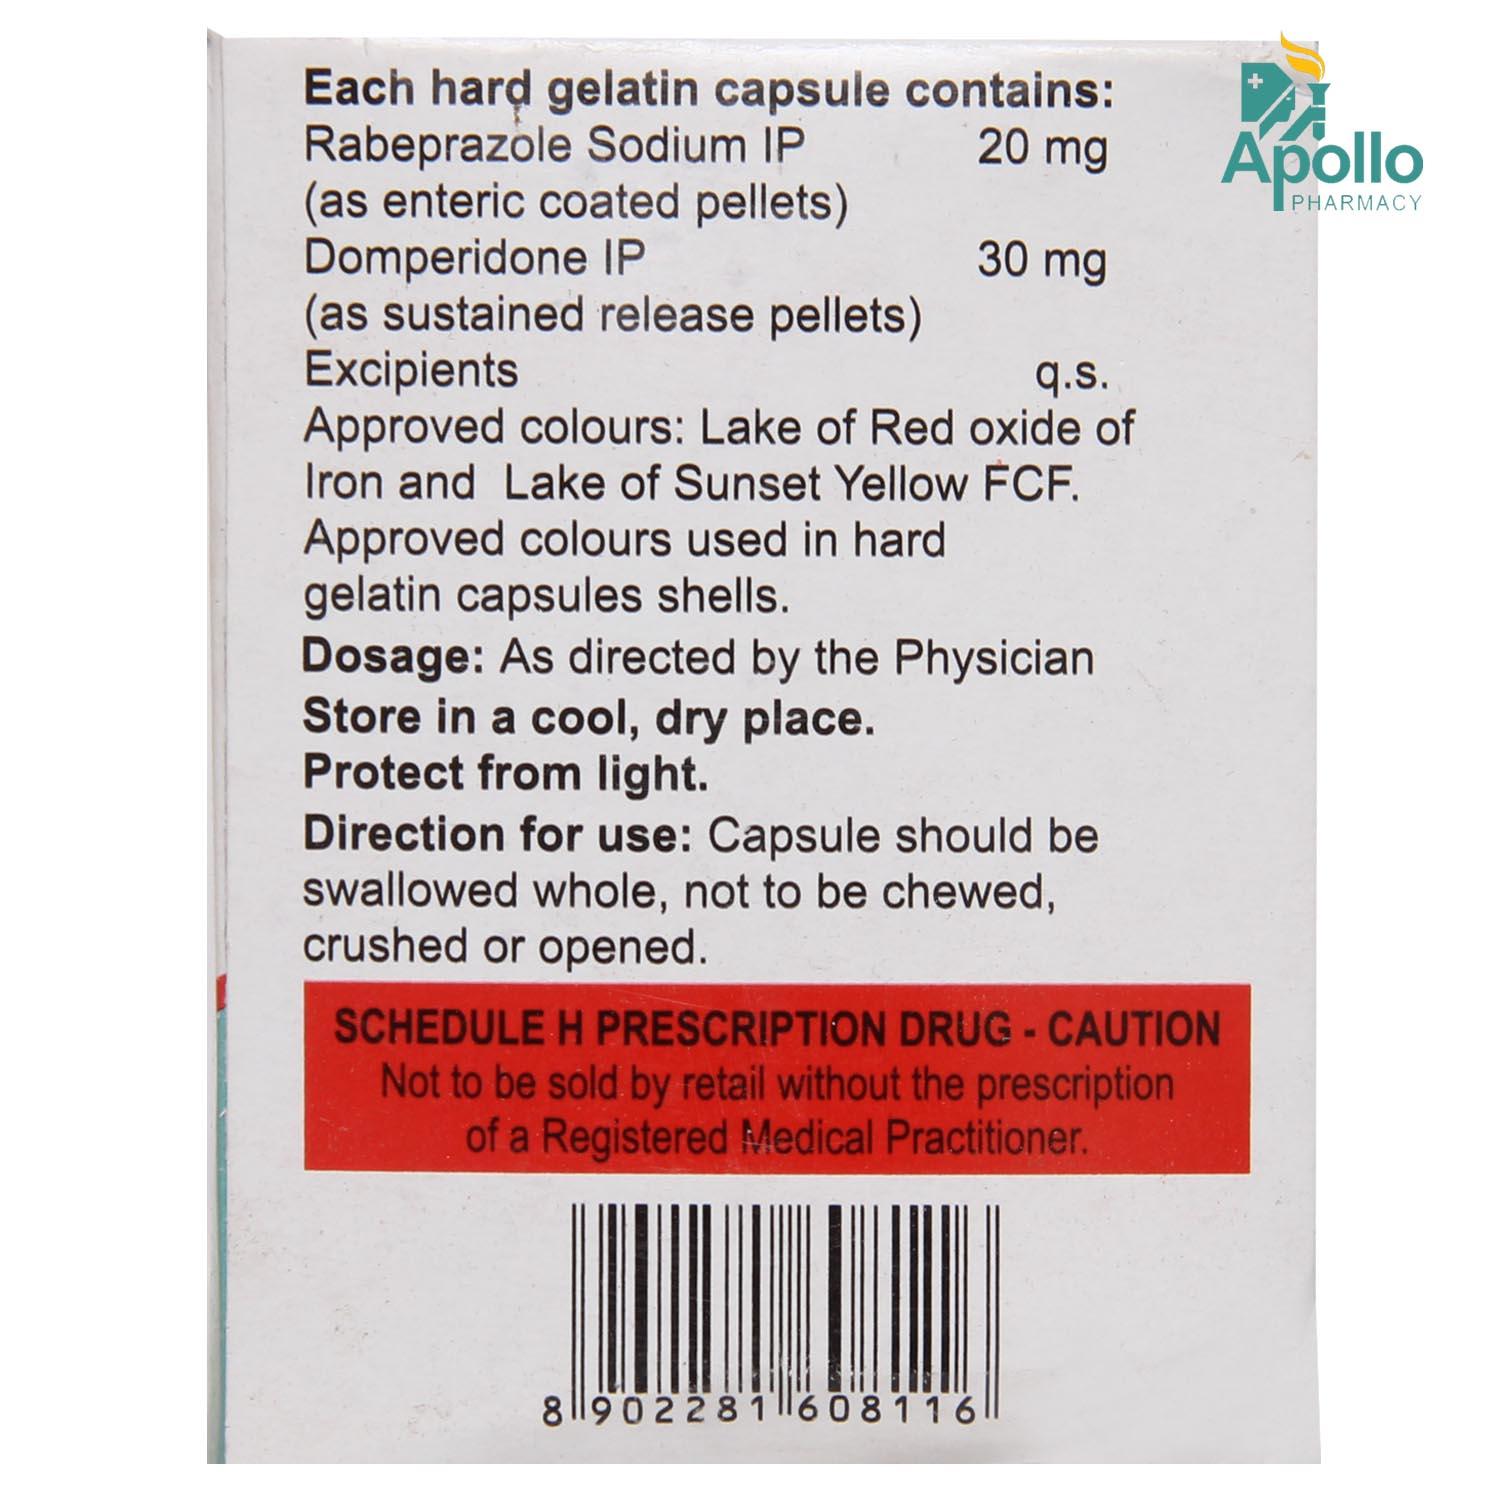 Each hard gelatin capsule contains:
Rabeprazole Sodium IP 20 mg
(as enteric coated pellets)
Domperidone IP 30 mg
(as sustained release pellets)
Excipients q.s.
Approved colours: Lake of Red oxide of
Iron and Lake of Sunset Yellow FCF.
Approved colours used in hard
gelatin capsules shells.
Dosage: As directed by the Physician
Store in a cool, dry place.
Protect from light.
Direction for use: Capsule should be
swallowed whole, not to be chewed,
crushed or opened.
SCHEDULE H PRESCRIPTION DRUG - CAUTION
Not to be sold by retail without the prescription
of a Registered Medical Practitioner.
8 902281 608116
Apollo
PHARMACY